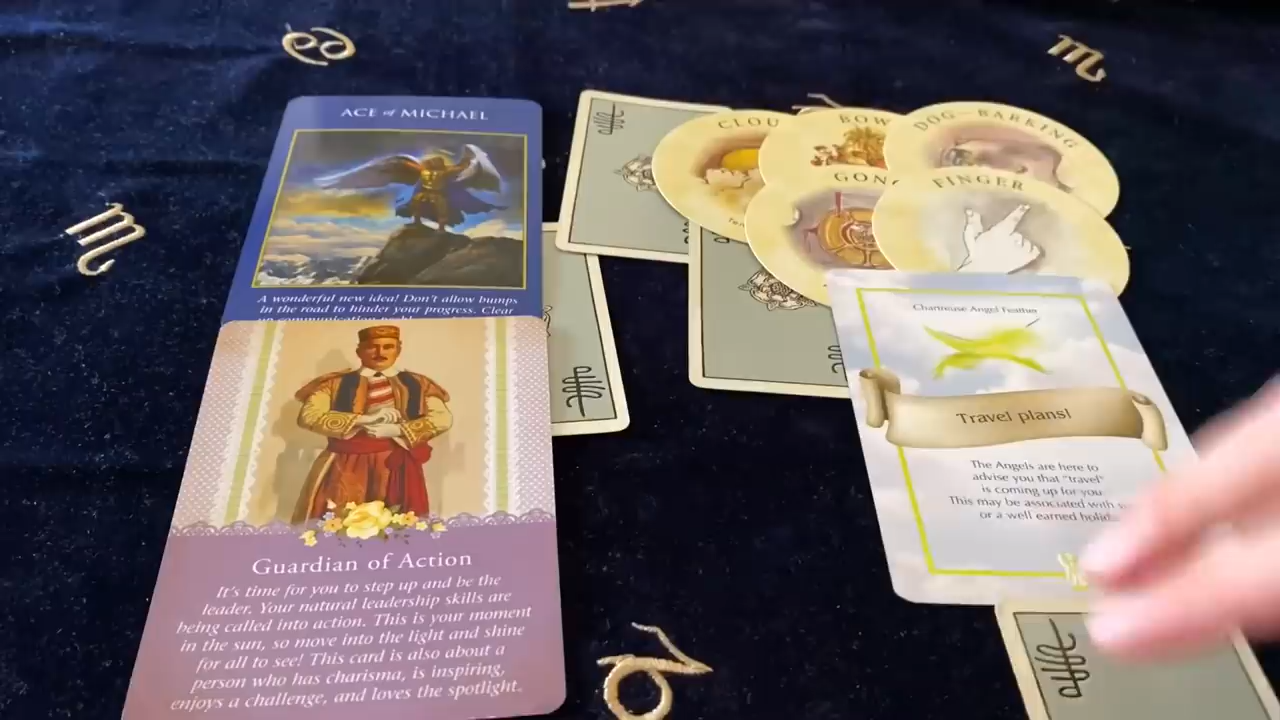 ACE of MICHAEL
A wonderful new idea! Don't allow bumps
in the road to hinder your progress. Clear
Guardian of Action
It's time for you to step up and be the
leader. Your natural leadership skills are
being called into action. This is your moment
in the sun, so move into the light and shine
for all to see! This card is also about a
person who has charisma, is inspiring,
enjoys a challenge, and loves the spotlight.
CLOU
BOW
DOG BARKING
GONG
FINGER
Chartreuse Angel Feather
Travel plans!
The Angels are here to
advise you that "travel"
is coming up for you
This may be associated with
or a well earned